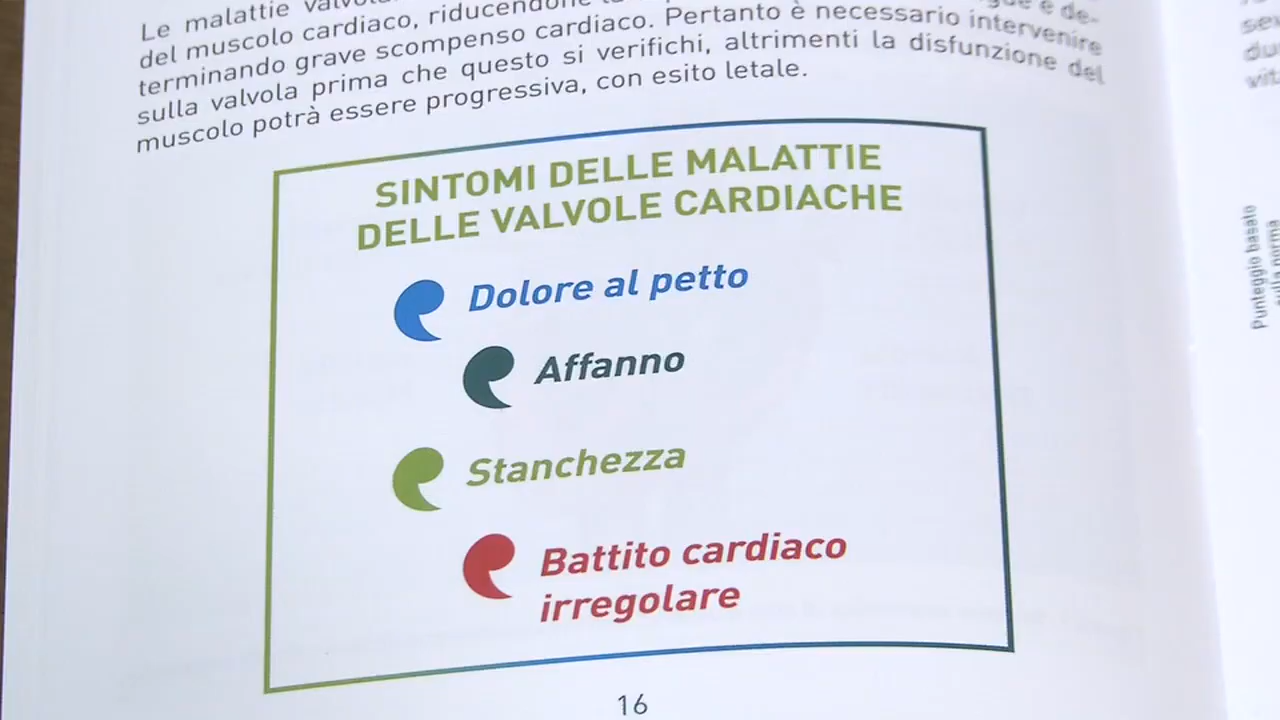 Le malattie
del muscolo cardiaco, riducendone
terminando grave scompenso cardiaco. Pertanto è necessario intervenire
sulla valvola prima che questo si verifichi, altrimenti la disfunzione del
muscolo potrà essere progressiva, con esito letale.
SINTOMI DELLE MALATTIE
DELLE VALVOLE CARDIACHE
Dolore al petto
Affanno
Stanchezza
Battito cardiaco
irregolare
16
Punteggio basato